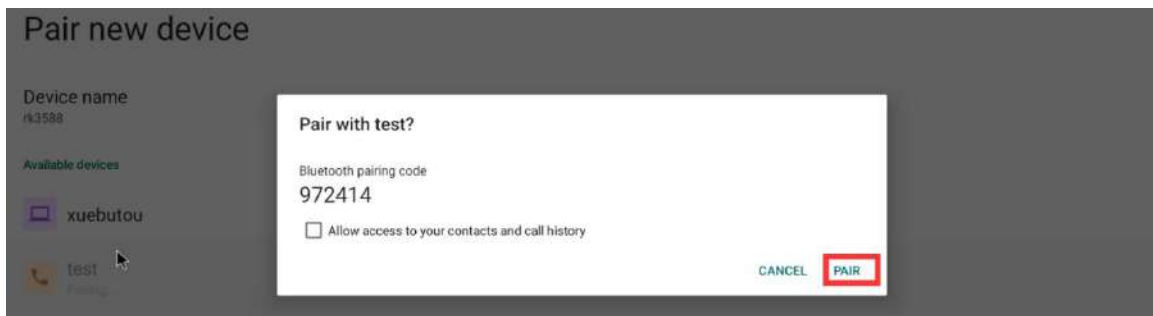 Pair new device
Device name
rk3588
Available devices
xuebutou
test
Pairing...
Pair with test?
Bluetooth pairing code
972414
Allow access to your contacts and call history
CANCEL PAIR